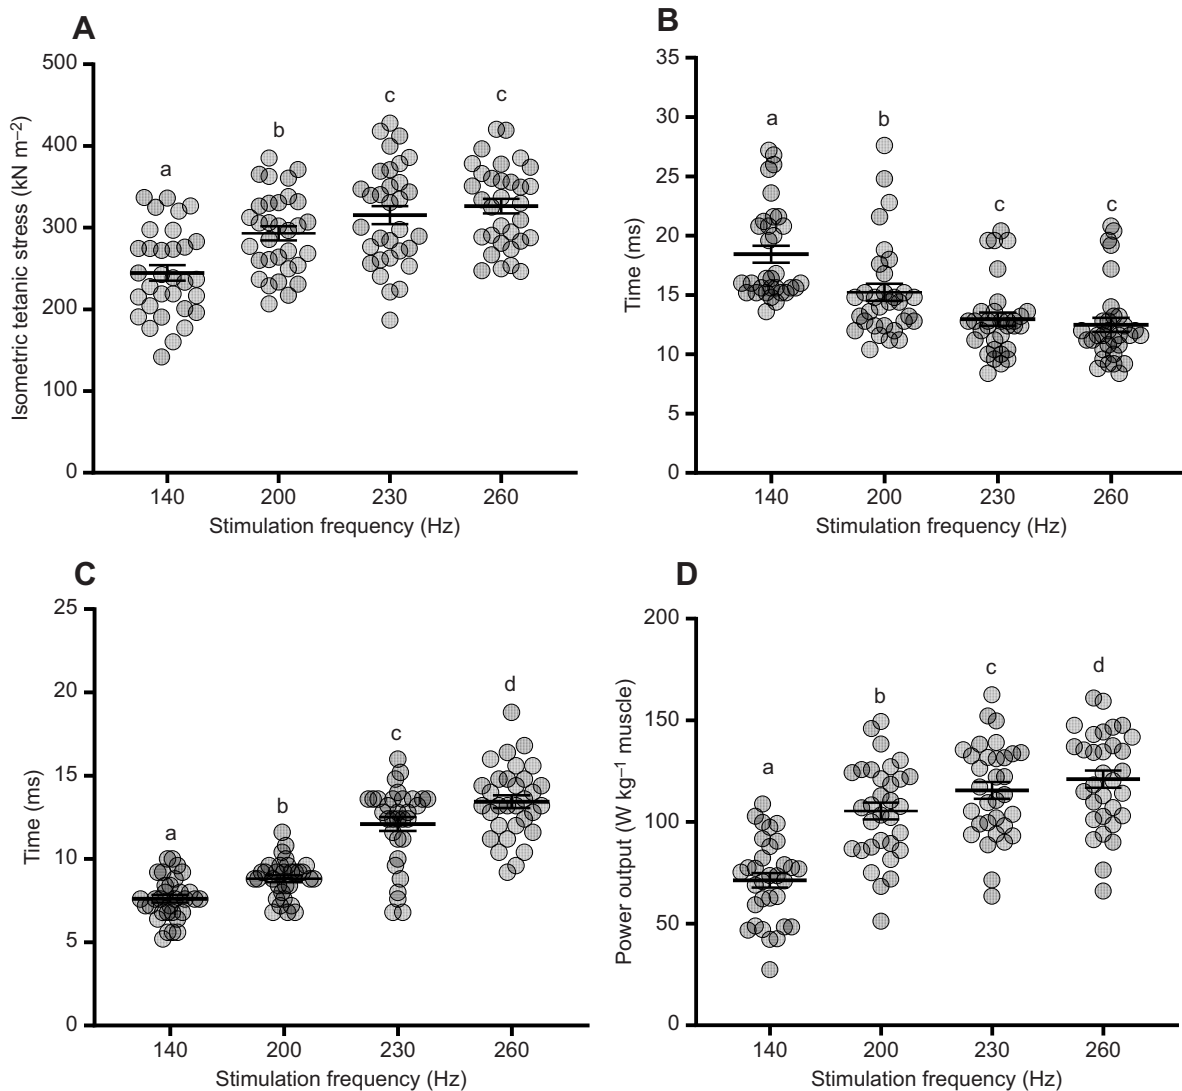 A
Isometric tetanic stress (kN m⁻²)
500
400
300
200
100
0
a
b
c
c
140
200
230
260
Stimulation frequency (Hz)
B
Time (ms)
35
30
25
20
15
10
5
0
a
b
c
c
140
200
230
260
Stimulation frequency (Hz)
C
Time (ms)
25
20
15
10
5
0
a
b
c
d
140
200
230
260
Stimulation frequency (Hz)
D
Power output (W kg⁻¹ muscle)
200
150
100
50
0
a
b
c
d
140
200
230
260
Stimulation frequency (Hz)